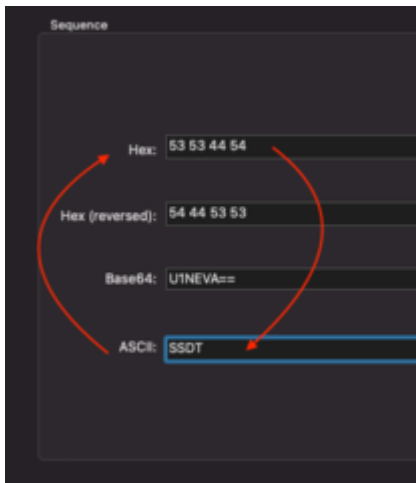 Sequence
Hex: 53 53 44 54
Hex (reversed): 54 44 53 53
Base64: U1NEVA==
ASCII: SSDT